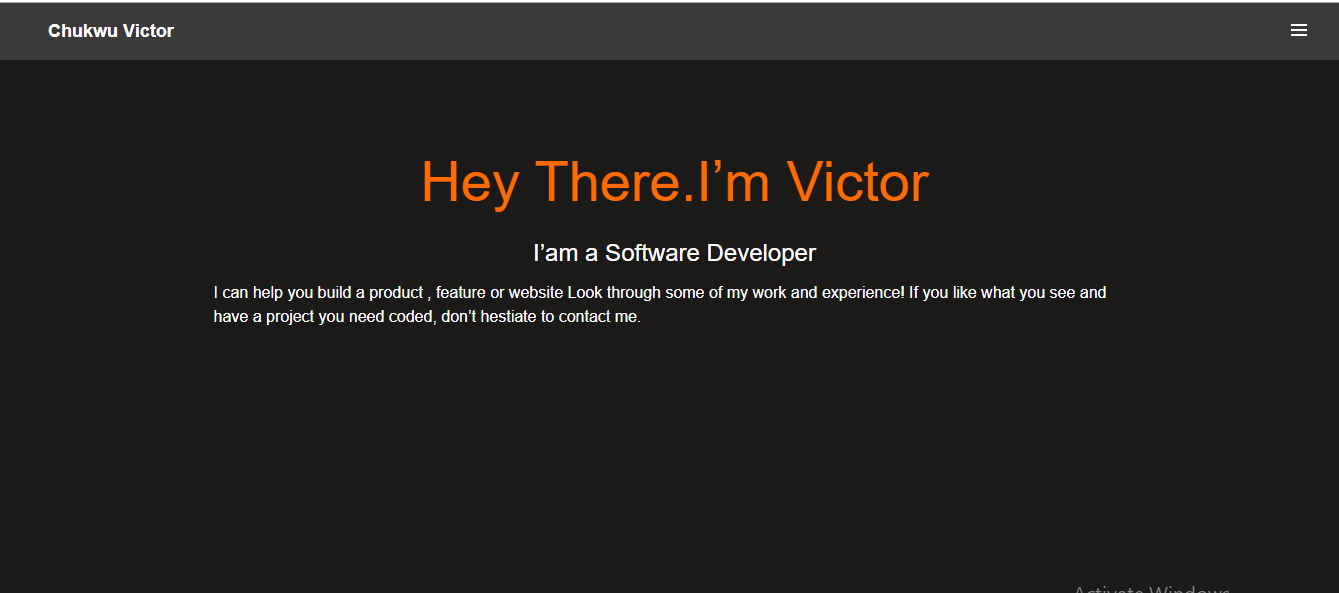 Chukwu Victor
Hey There.I’m Victor
I’am a Software Developer
I can help you build a product , feature or website Look through some of my work and experience! If you like what you see and
have a project you need coded, don’t hestiate to contact me.
Activate Windows